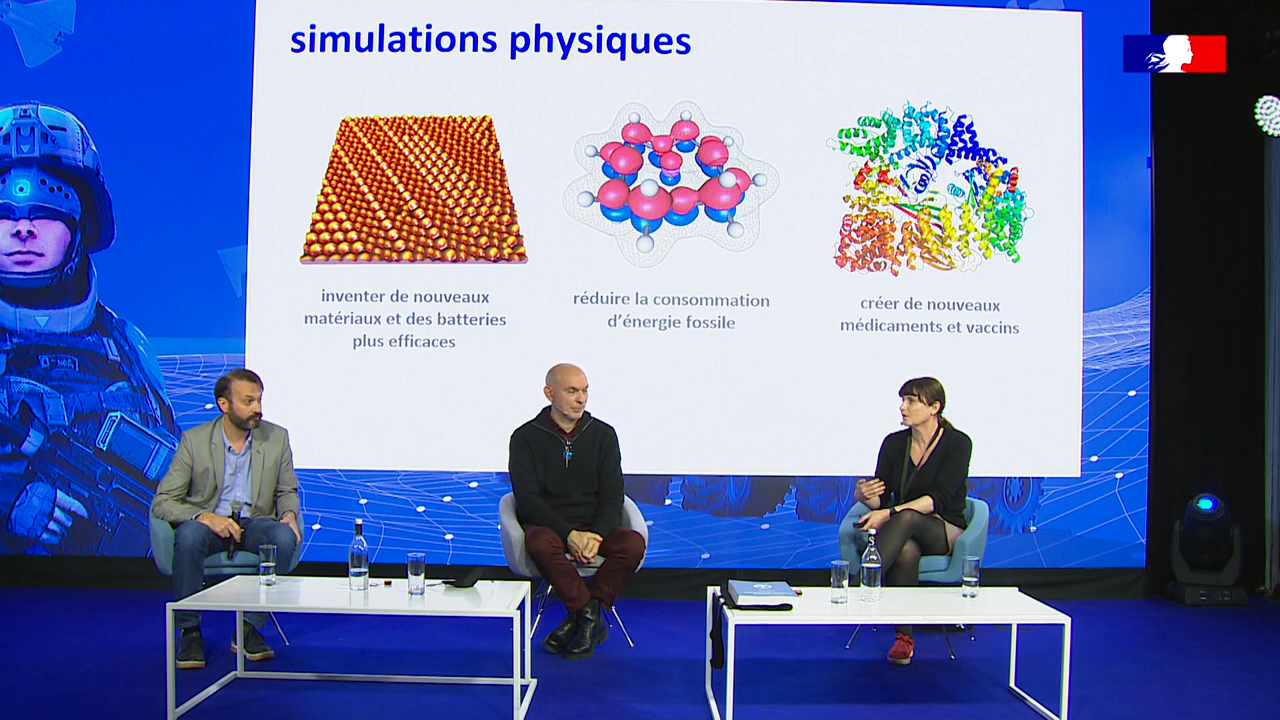 simulations physiques
inventer de nouveaux
matériaux et des batteries
plus efficaces
réduire la consommation
d'énergie fossile
créer de nouveaux
médicaments et vaccins